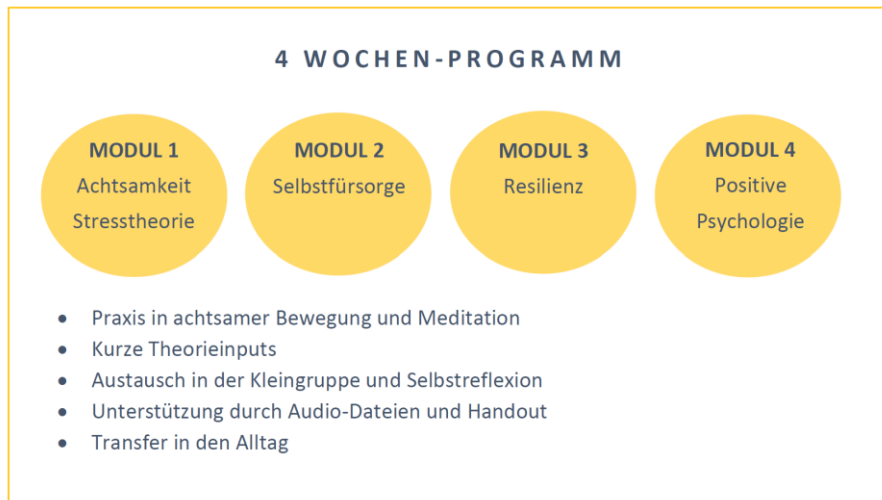 4 WOCHEN-PROGRAMM
MODUL 1
Achtsamkeit
Stresstheorie
MODUL 2
Selbstfürsorge
MODUL 3
Resilienz
MODUL 4
Positive
Psychologie
• Praxis in achtsamer Bewegung und Meditation
• Kurze Theorieinputs
• Austausch in der Kleingruppe und Selbstreflexion
• Unterstützung durch Audio-Dateien und Handout
• Transfer in den Alltag